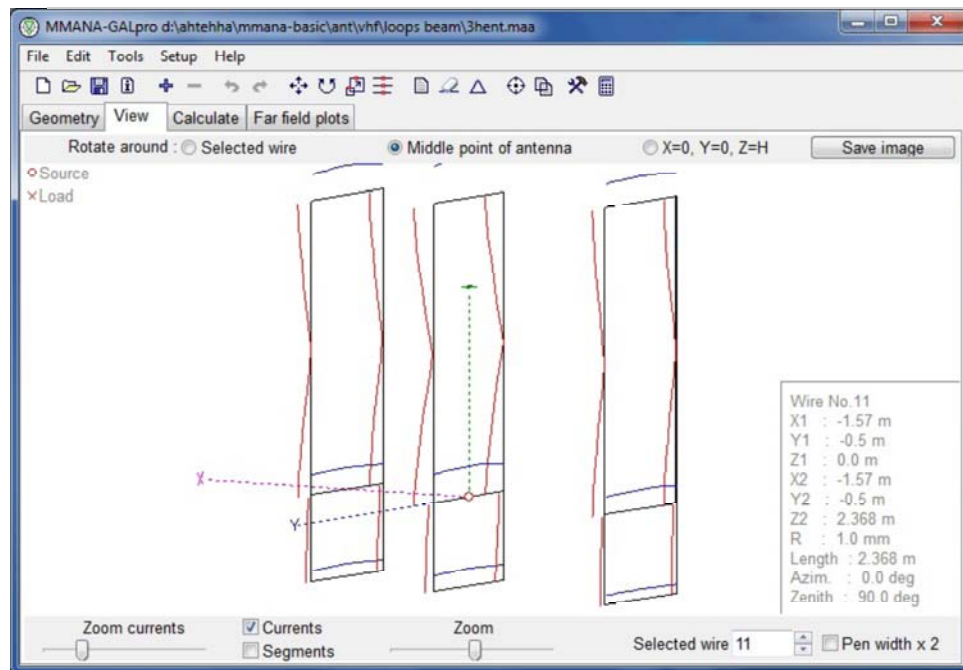 MMANA-GALpro d:\ahtehha\mmana-basic\ant\vhf\loops beam\3hent.maa
File Edit Tools Setup Help
Geometry View Calculate Far field plots
Rotate around : Selected wire Middle point of antenna X=0, Y=0, Z=H Save image
Source
Load
X
Y
Wire No.11
X1 : -1.57 m
Y1 : -0.5 m
Z1 : 0.0 m
X2 : -1.57 m
Y2 : -0.5 m
Z2 : 2.368 m
R : 1.0 mm
Length : 2.368 m
Azim. : 0.0 deg
Zenith : 90.0 deg
Zoom currents Currents Zoom
Segments Selected wire 11 Pen width x 2